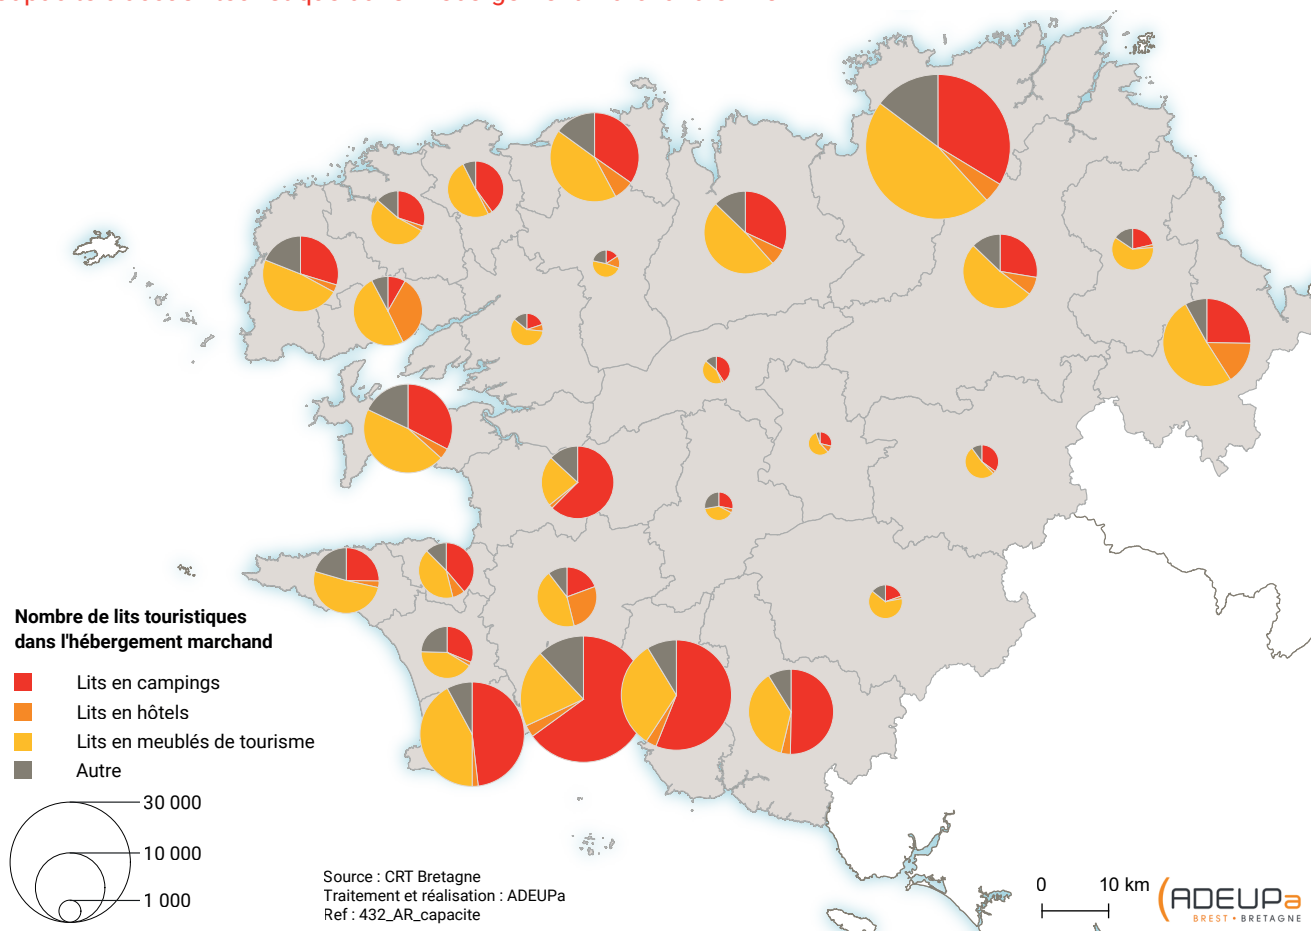 Nombre de lits touristiques
dans l'hébergement marchand
Lits en campings
Lits en hôtels
Lits en meublés de tourisme
Autre
30 000
10 000
1 000
Source : CRT Bretagne
Traitement et réalisation : ADEUPa
Ref : 432_AR_capacite
0 10 km
ADEUPa
BREST • BRETAGNE